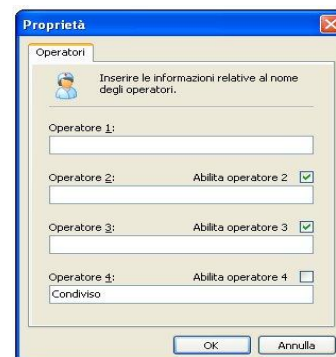 Proprietà
Operatori
Inserire le informazioni relative al nome
degli operatori.
Operatore 1:
Operatore 2: Abilita operatore 2
Operatore 3: Abilita operatore 3
Operatore 4: Abilita operatore 4
Condiviso
OK Annulla